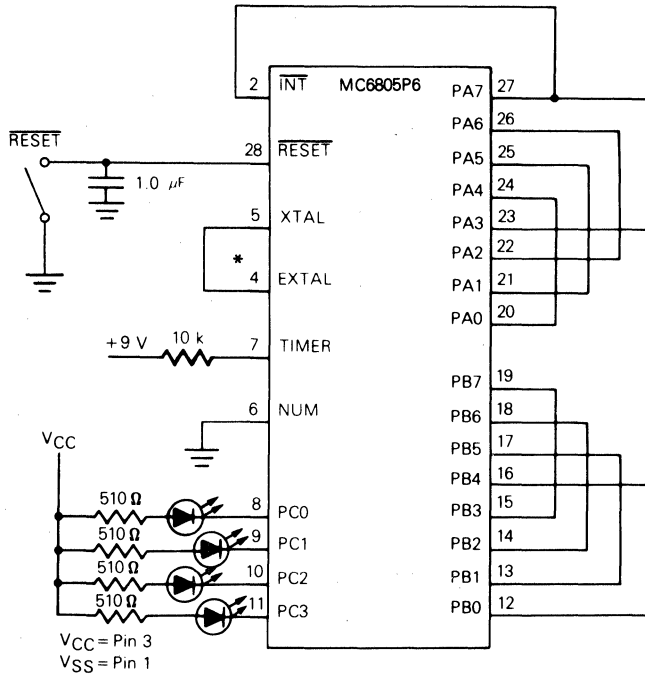 2 INT MC6805P6 PA7 27
PA6 26
RESET
28 RESET PA5 25
1.0 μF
PA4 24
5 XTAL PA3 23
PA2 22
*
4 EXTAL PA1 21
PA0 20
+9 V 10 k 7 TIMER
PB7 19
6 NUM PB6 18
VCC
PB5 17
PB4 16
510 Ω 8 PC0 PB3 15
510 Ω 9 PC1 PB2 14
510 Ω 10 PC2 PB1 13
510 Ω 11 PC3 PB0 12
VCC = Pin 3
VSS = Pin 1